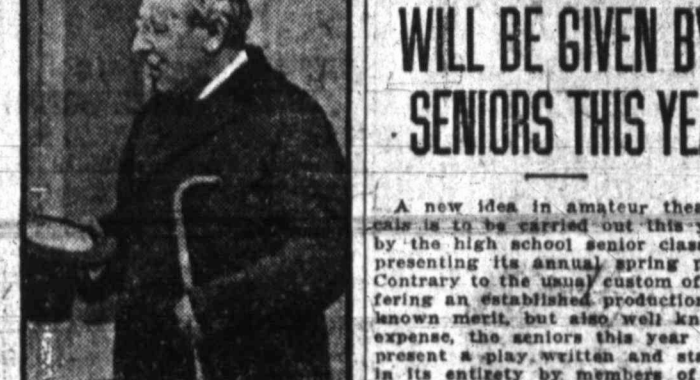 WILL BE GIVEN B
SENIORS THIS YE
A new idea in amateur thea
cals is to be carried out this y
by the high school senior clas
presenting its annual spring
Contrary to the usual custom o
fering an established productio
known merit, but also well kn
expense, the seniors this year
present a play written and sta
in its entirety by members of